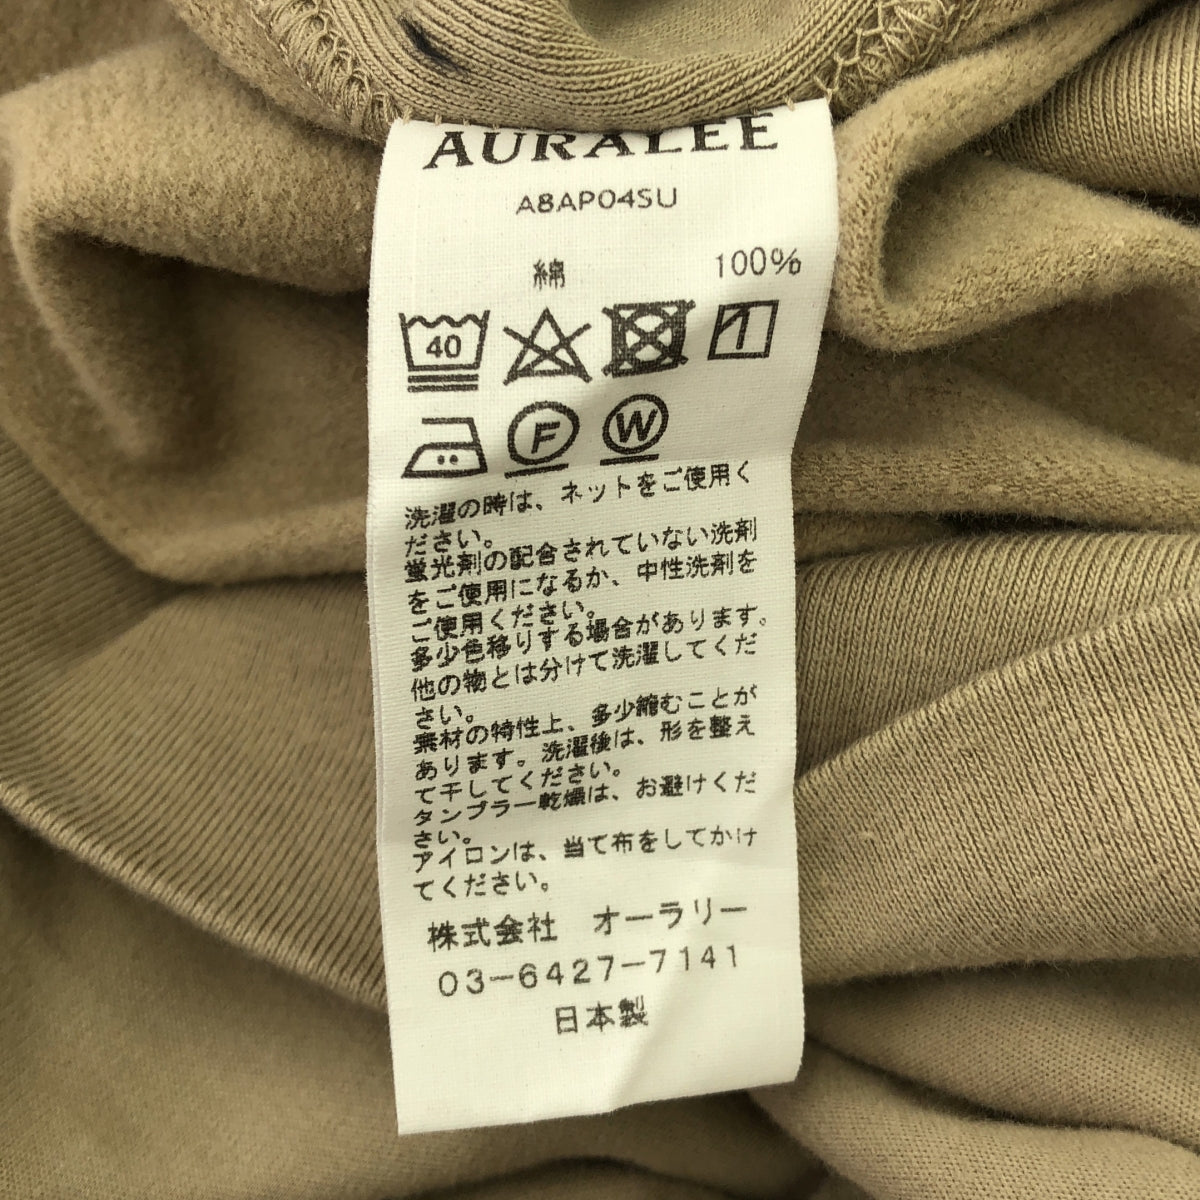 AURALEE
A8AP04SU
綿 100%
40
F W
洗濯の時は、ネットをご使用く
ださい。
蛍光剤の配合されていない洗剤
をご使用になるか、中性洗剤を
ご使用ください。
多少色移りする場合があります。
他の物とは分けて洗濯してくだ
さい。
素材の特性上、多少縮むことが
あります。洗濯後は、形を整え
て干してください。
タンブラー乾燥は、お避けくだ
さい。
アイロンは、当て布をしてかけ
てください。
株式会社 オーラリー
03-6427-7141
日本製